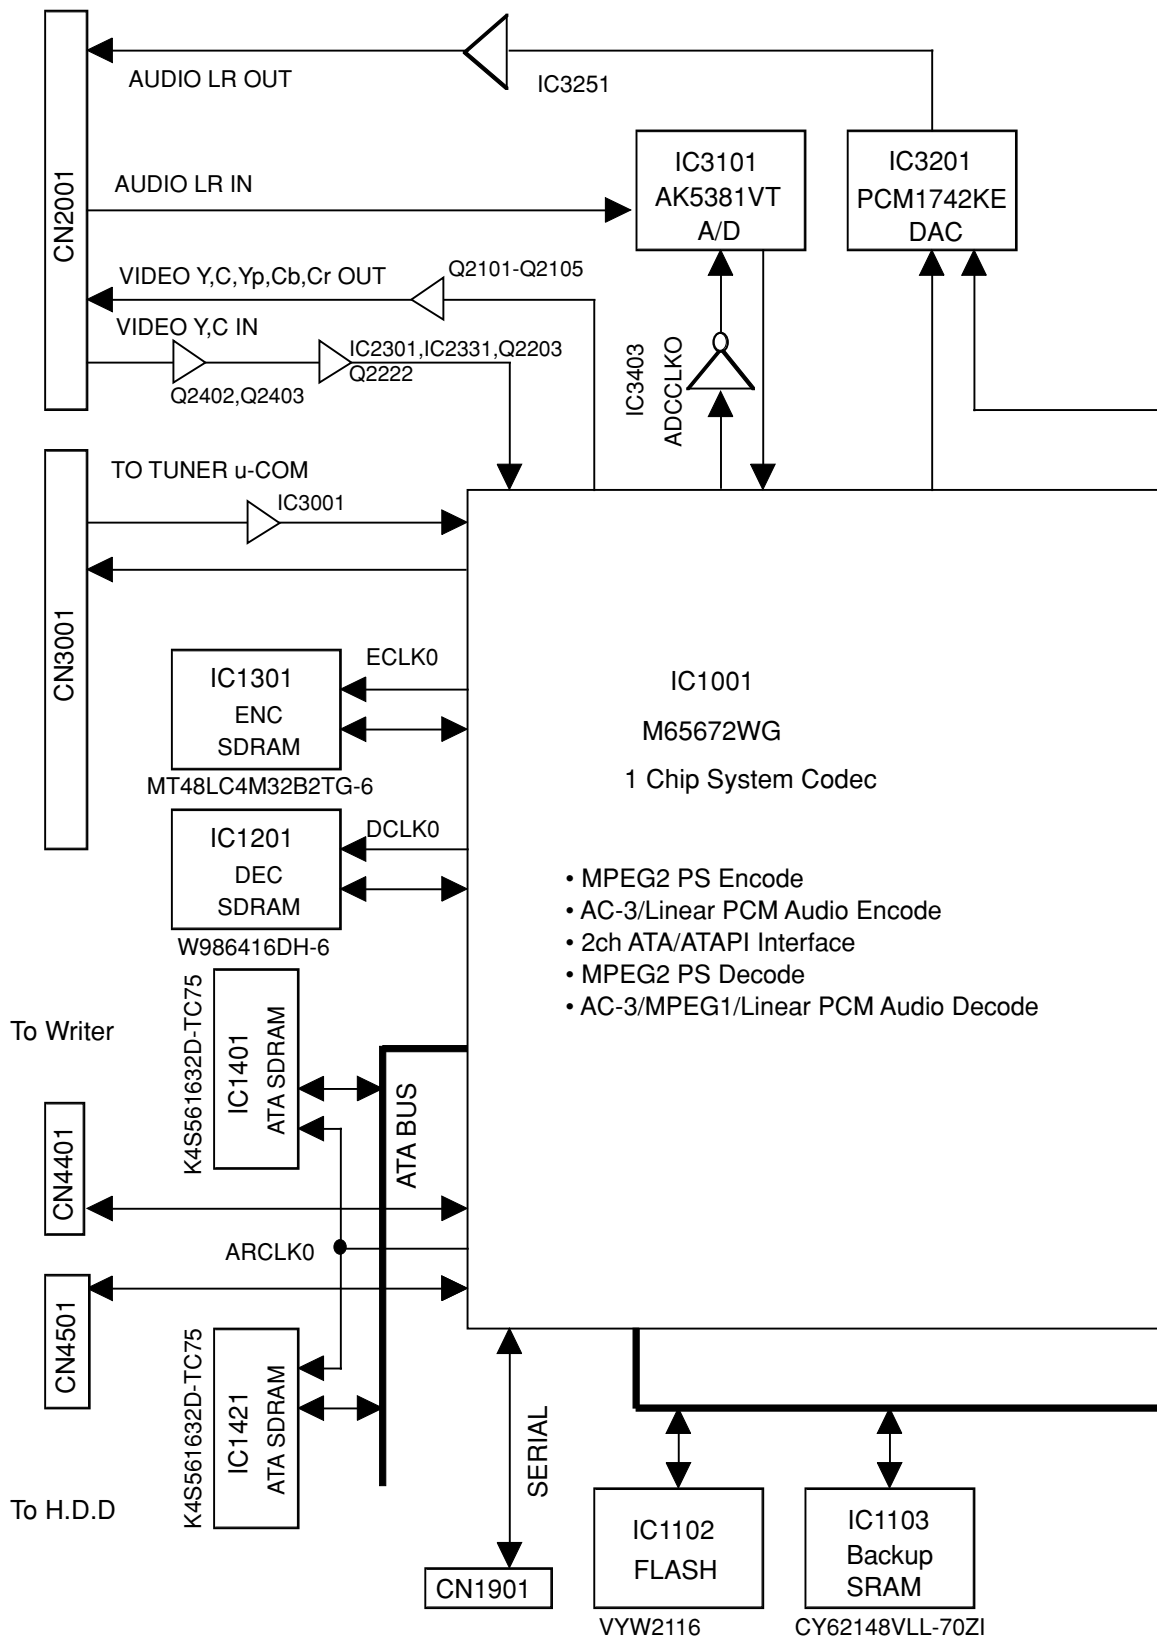 CN2001
AUDIO LR OUT
IC3251
AUDIO LR IN
IC3101
AK5381VT
A/D
IC3201
PCM1742KE
DAC
VIDEO Y,C,Yp,Cb,Cr OUT
Q2101-Q2105
VIDEO Y,C IN
Q2402,Q2403
IC2301,IC2331,Q2203
Q2222
IC3403
ADCCLKO
CN3001
TO TUNER u-COM
IC3001
IC1301
ENC
SDRAM
MT48LC4M32B2TG-6
ECLK0
IC1201
DEC
SDRAM
W986416DH-6
DCLK0
IC1001
M65672WG
1 Chip System Codec
• MPEG2 PS Encode
• AC-3/Linear PCM Audio Encode
• 2ch ATA/ATAPI Interface
• MPEG2 PS Decode
• AC-3/MPEG1/Linear PCM Audio Decode
To Writer
K4S561632D-TC75
IC1401
ATA SDRAM
ATA BUS
CN4401
ARCLK0
CN4501
K4S561632D-TC75
IC1421
ATA SDRAM
To H.D.D
SERIAL
CN1901
IC1102
FLASH
VYW2116
IC1103
Backup
SRAM
CY62148VLL-70ZI